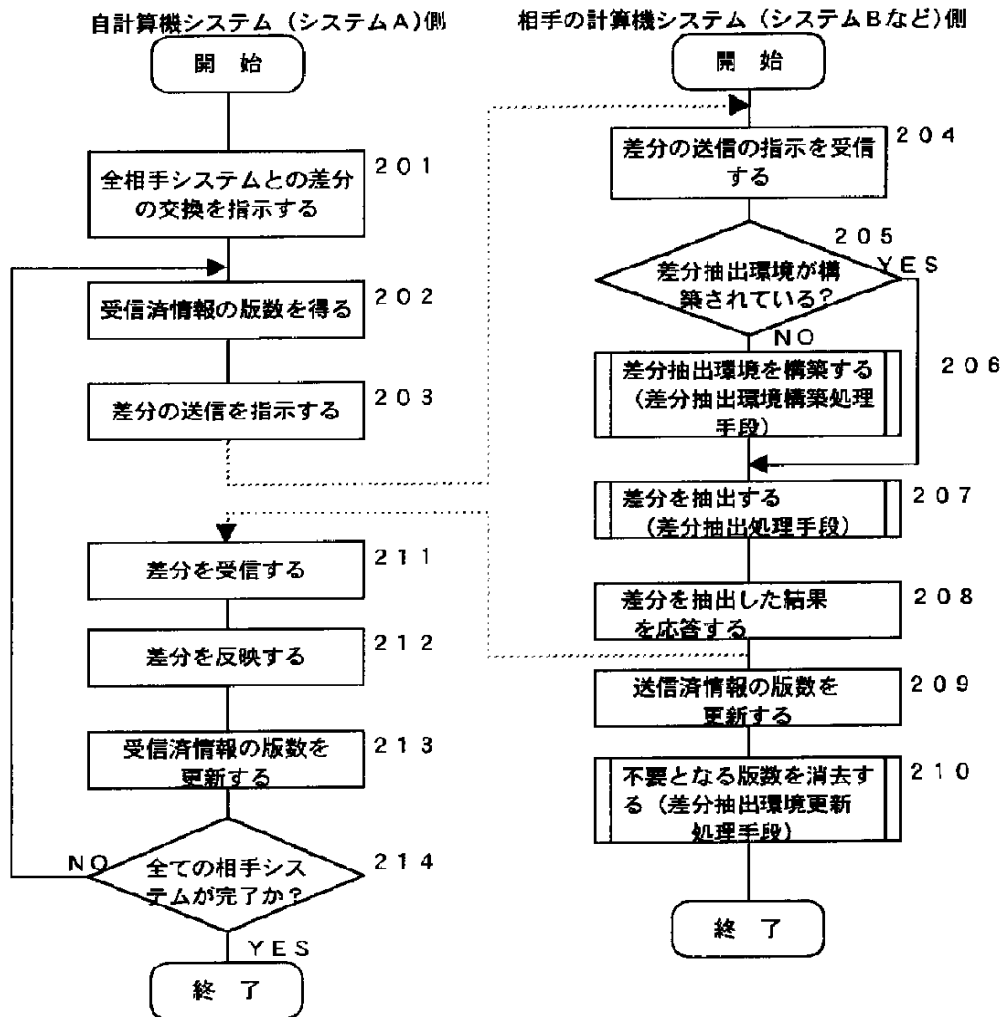 自計算機システム（システムA)側
開 始
全相手システムとの差分
の交換を指示する
201
受信済情報の版数を得る
202
差分の送信を指示する
203
差分を受信する
211
差分を反映する
212
受信済情報の版数を
更新する
213
全ての相手シス
テムが完了か？
214
NO
YES
終 了
相手の計算機システム（システムBなど)側
開 始
差分の送信の指示を受信
する
204
差分抽出環境が構
築されている？
205
YES
NO
差分抽出環境を構築する
（差分抽出環境構築処理
手段）
206
差分を抽出する
（差分抽出処理手段）
207
差分を抽出した結果
を応答する
208
送信済情報の版数を
更新する
209
不要となる版数を消去す
る（差分抽出環境更新
処理手段）
210
終 了